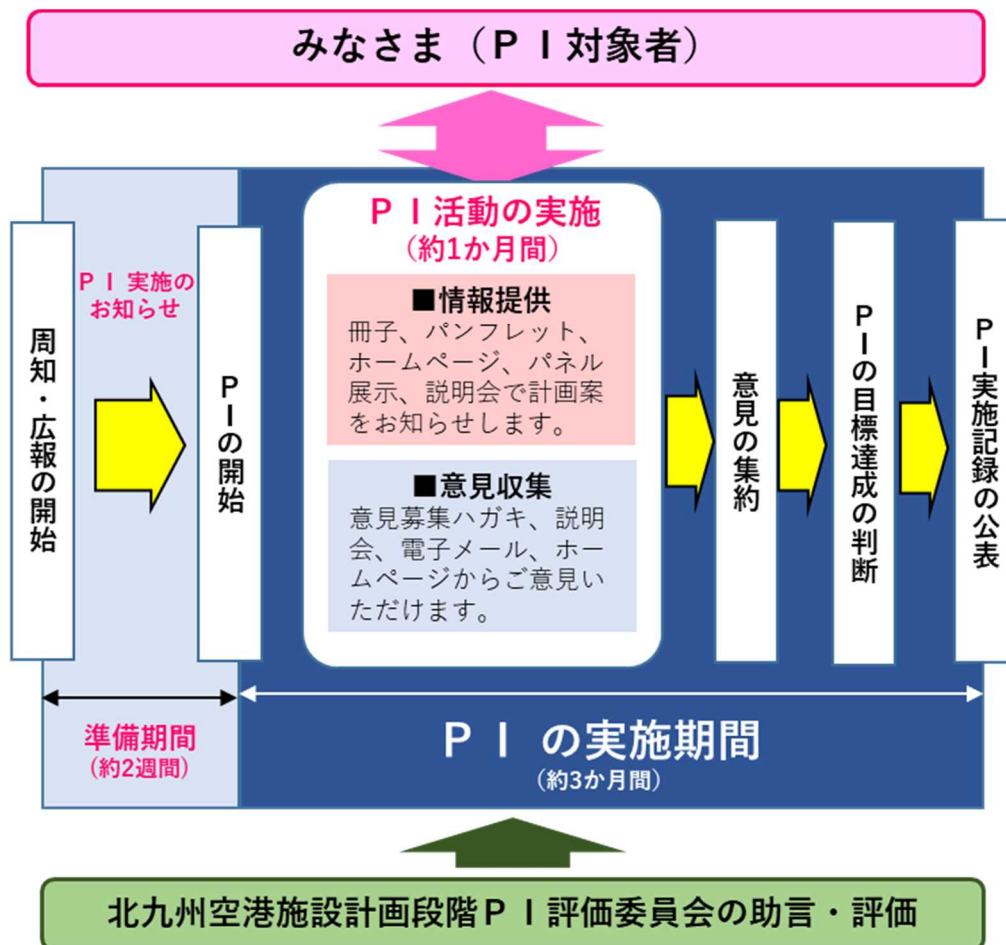 みなさま（ＰＩ対象者）
周知・広報の開始
ＰＩ 実施の
お知らせ
ＰＩの開始
ＰＩ活動の実施
（約1か月間）
■情報提供
冊子、パンフレット、
ホームページ、パネル
展示、説明会で計画案
をお知らせします。
■意見収集
意見募集ハガキ、説明
会、電子メール、ホー
ムページからご意見い
ただけます。
意見の集約
ＰＩの目標達成の判断
ＰＩ実施記録の公表
準備期間
（約2週間）
ＰＩ の実施期間
（約3か月間）
北九州空港施設計画段階ＰＩ評価委員会の助言・評価